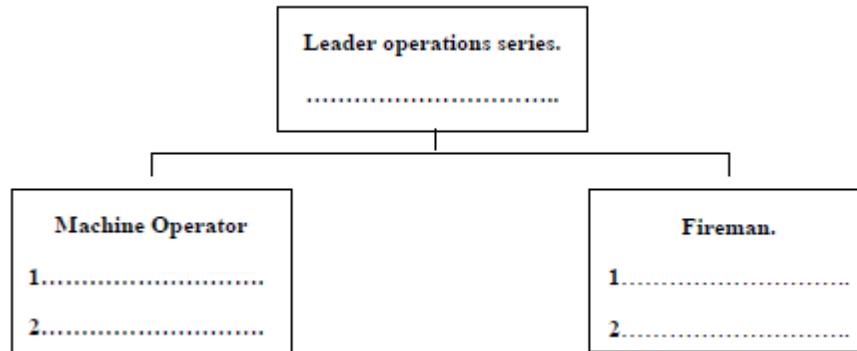 Leader operations series.
…………………………..
Machine Operator
1……………………….
2……………………….
Fireman.
1………………………..
2………………………..